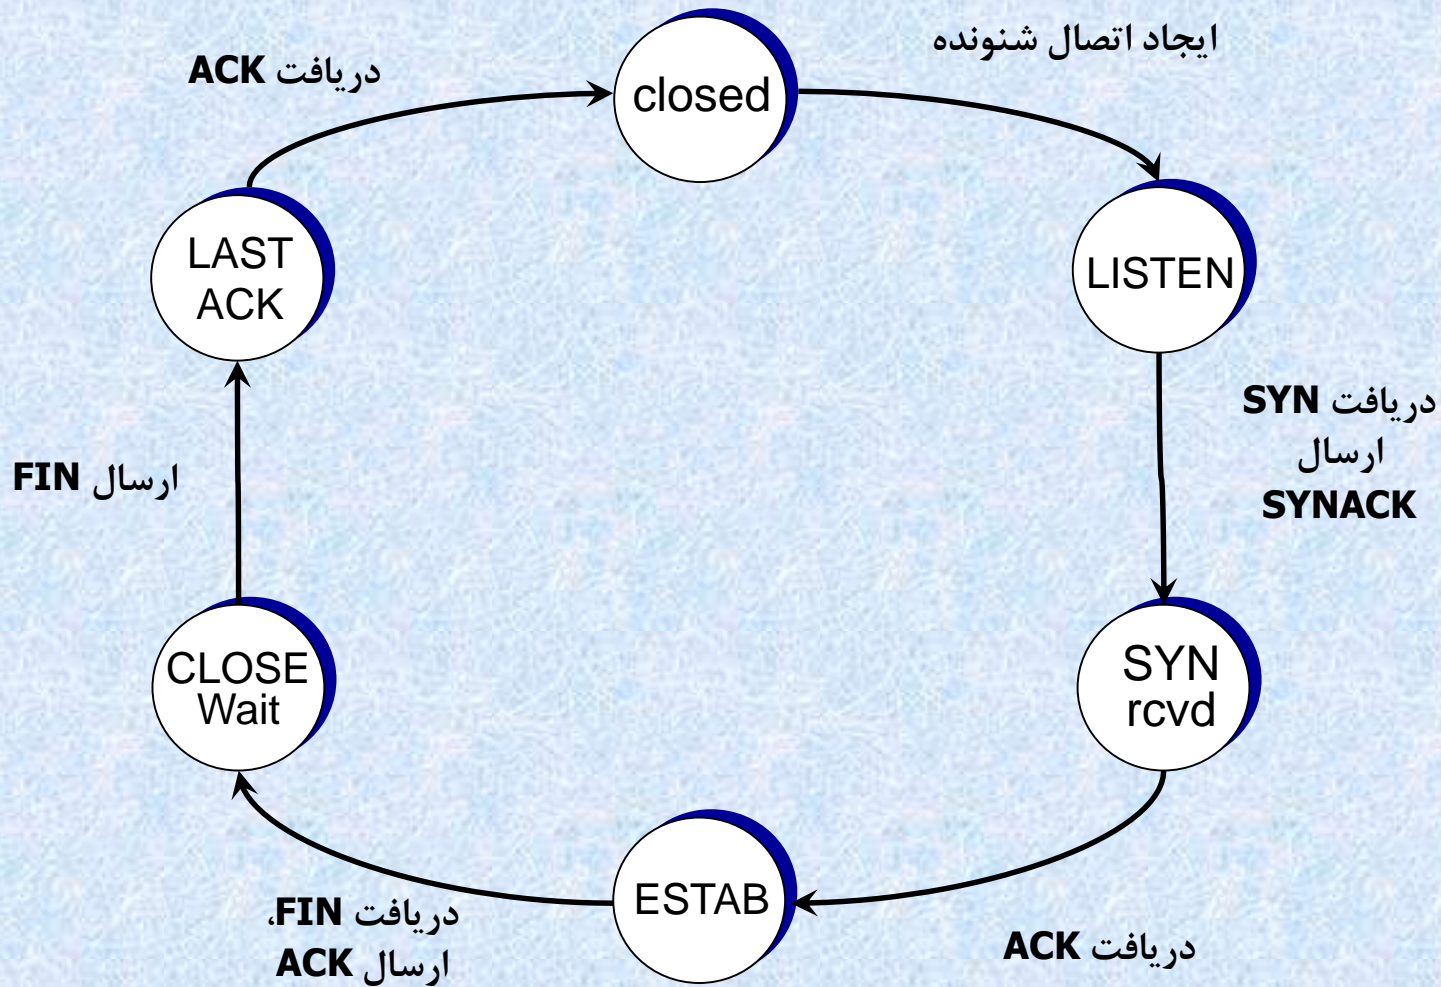 closed
ایجاد اتصال شنونده
LISTEN
دریافت SYN
ارسال
SYNACK
SYN
rcvd
دریافت ACK
ESTAB
دریافت FIN،
ارسال ACK
CLOSE
Wait
ارسال FIN
LAST
ACK
دریافت ACK